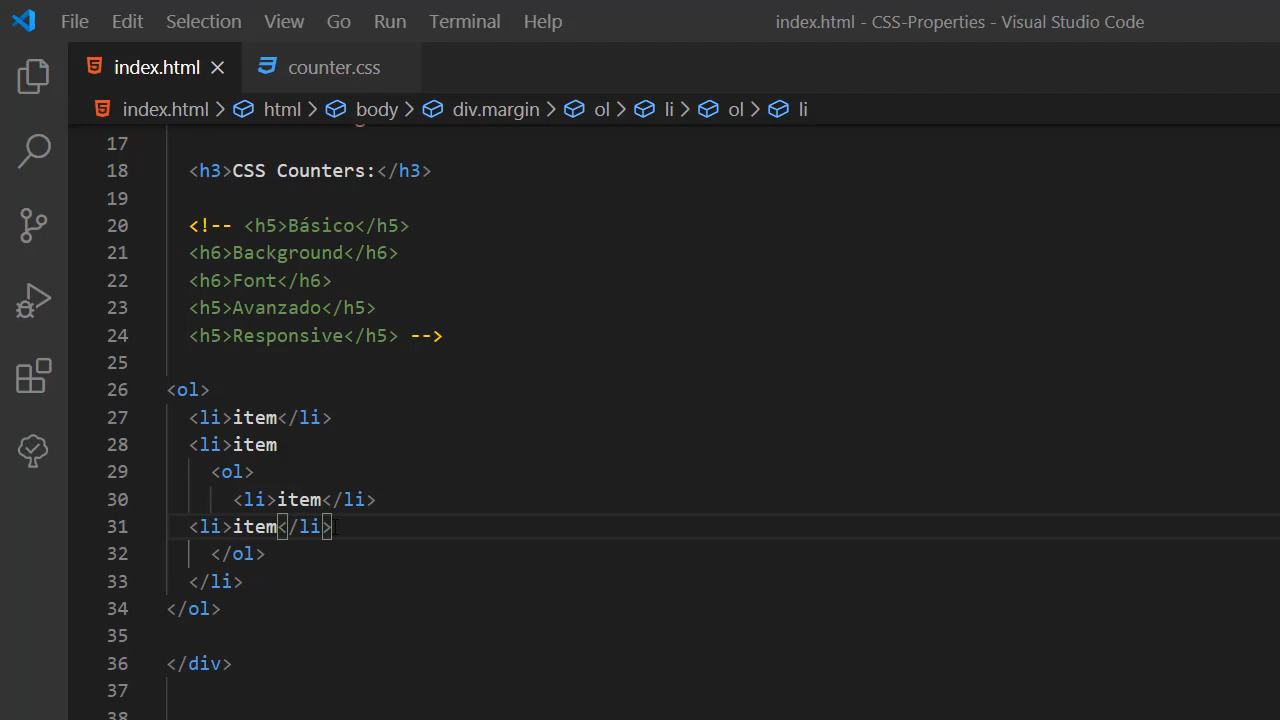 File Edit Selection View Go Run Terminal Help index.html - CSS-Properties - Visual Studio Code
index.html counter.css
index.html > html > body > div.margin > ol > li > ol > li
17
18 <h3>CSS Counters:</h3>
19
20 <!-- <h5>Básico</h5>
21 <h6>Background</h6>
22 <h6>Font</h6>
23 <h5>Avanzado</h5>
24 <h5>Responsive</h5> -->
25
26 <ol>
27 <li>item</li>
28 <li>item
29 <ol>
30 <li>item</li>
31 <li>item</li>
32 </ol>
33 </li>
34 </ol>
35
36 </div>
37
38